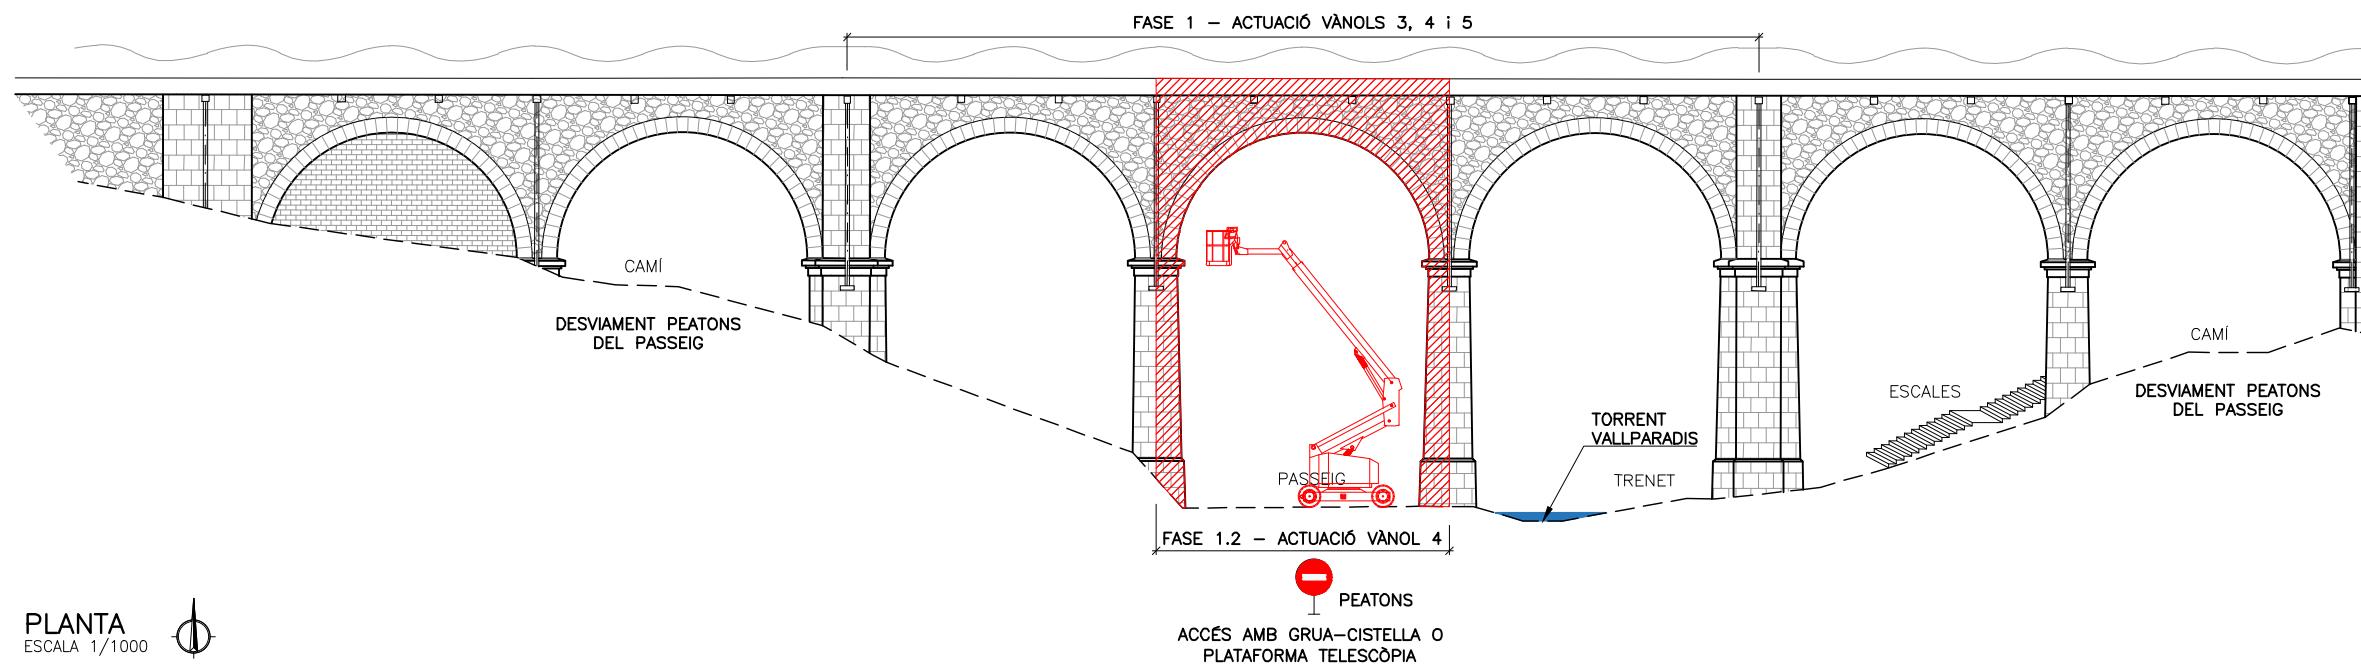 FASE 1 – ACTUACIÓ VÀNOLS 3, 4 i 5
CAMÍ
DESVIAMENT PEATONS
DEL PASSEIG
CAMÍ
ESCALES
DESVIAMENT PEATONS
DEL PASSEIG
TORRENT
VALLPARADIS
PASSEIG
TRENET
FASE 1.2 – ACTUACIÓ VÀNOL 4
PEATONS
ACCÉS AMB GRUA–CISTELLA O
PLATAFORMA TELESCÒPIA
PLANTA
ESCALA 1/1000